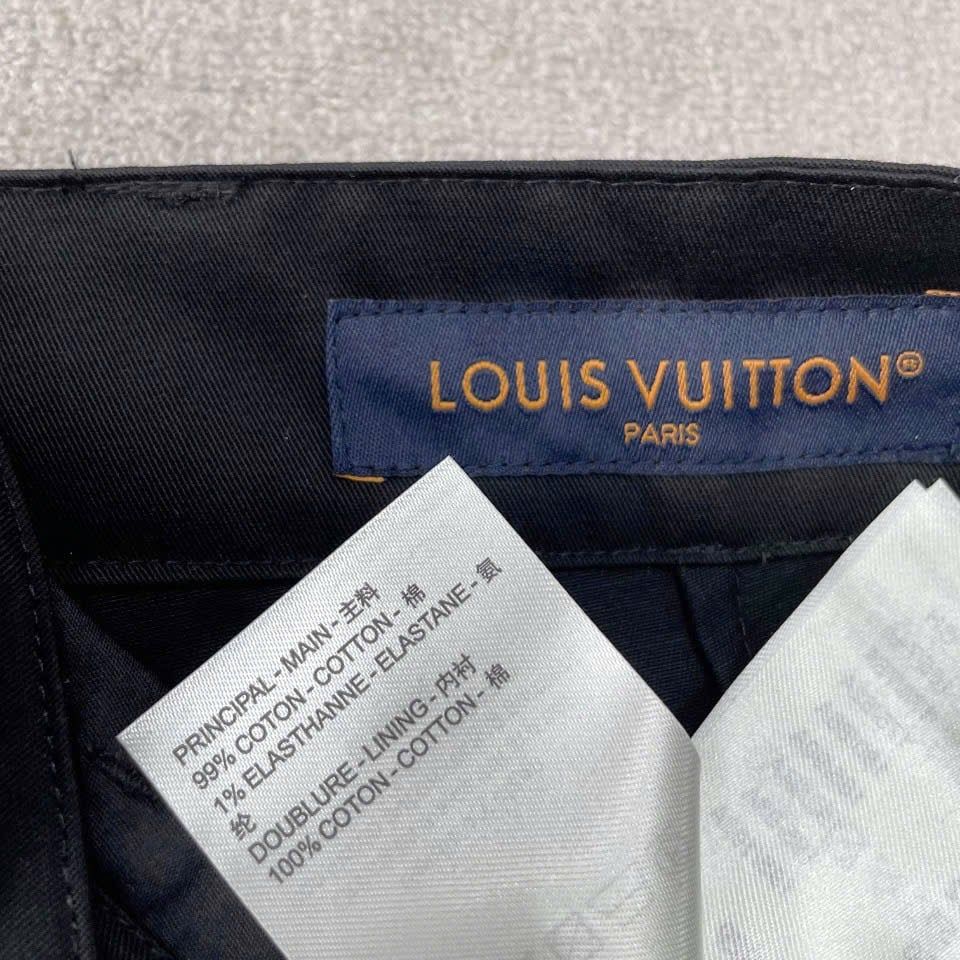 LOUIS VUITTON®
PARIS
PRINCIPAL - MAIN - 主料
99% COTON - COTTON - 棉
1% ELASTHANNE - ELASTANE - 氨
纶
DOUBLURE - LINING - 内衬
100% COTON - COTTON - 棉